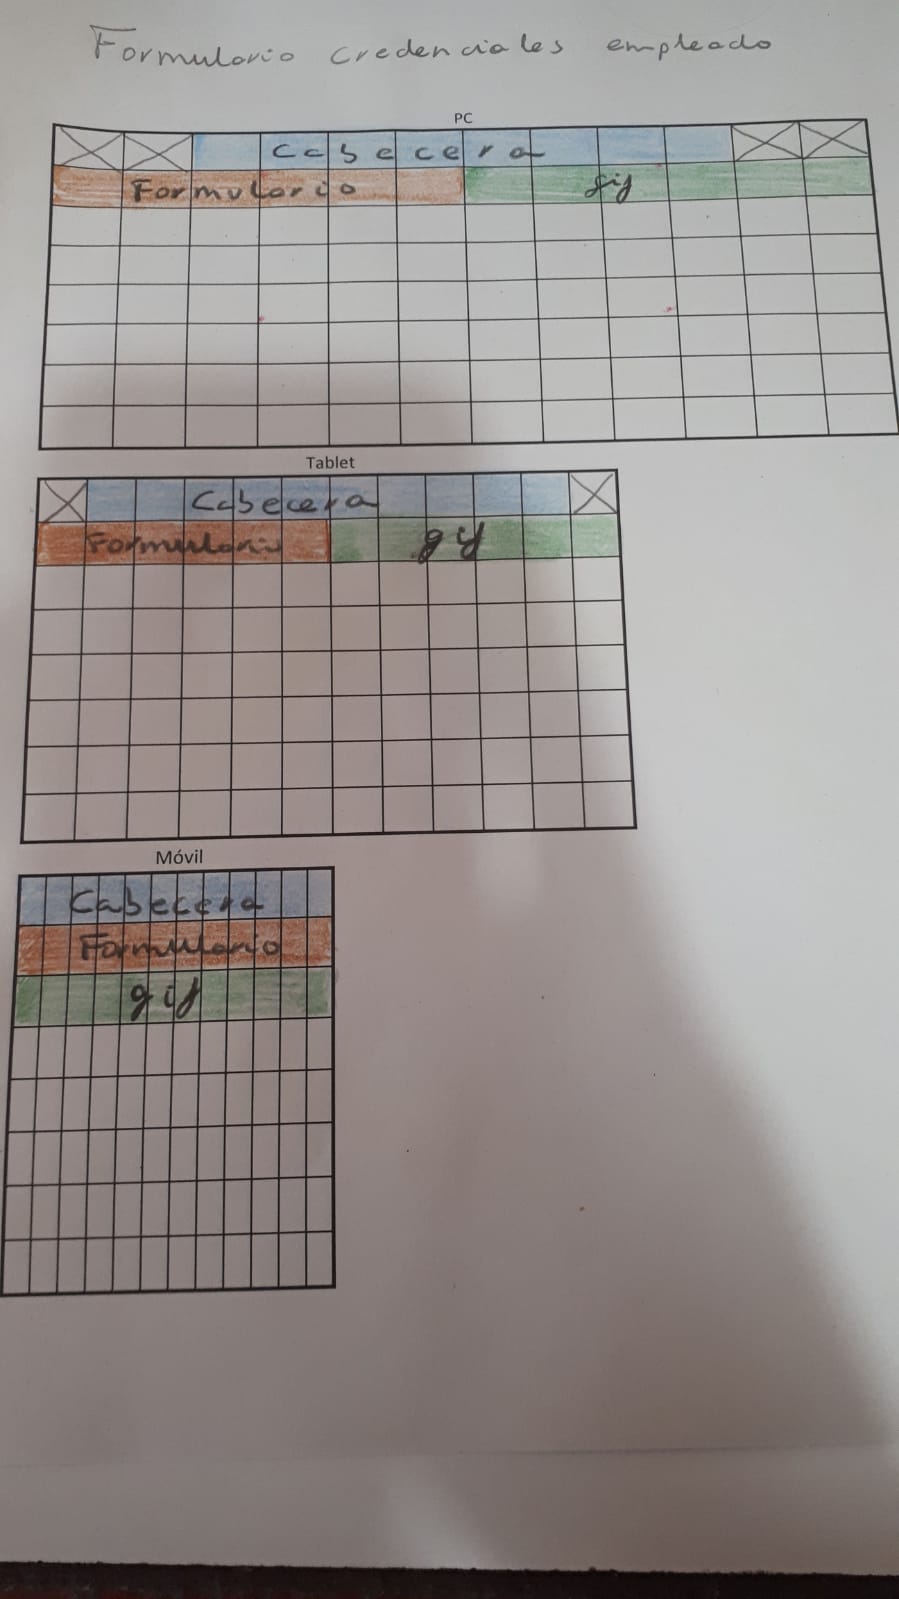 Formulario credenciales empleado
PC
Cabecera
Formulario gif
Tablet
Cabecera
Formulario gif
Móvil
Cabecera
Formulario
gif